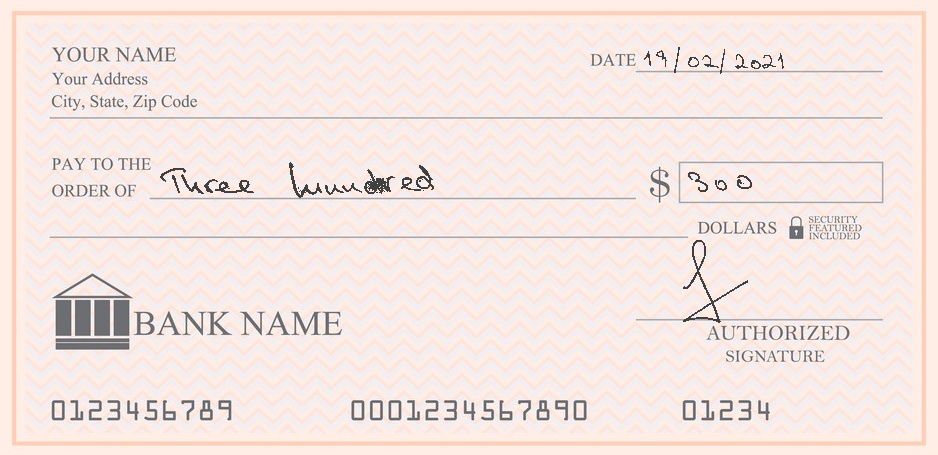 YOUR NAME
DATE 19/02/2021
Your Address
City, State, Zip Code
PAY TO THE
ORDER OF Three hundred $ 300
DOLLARS SECURITY FEATURED INCLUDED
BANK NAME
AUTHORIZED
SIGNATURE
0123456789 0001234567890 01234